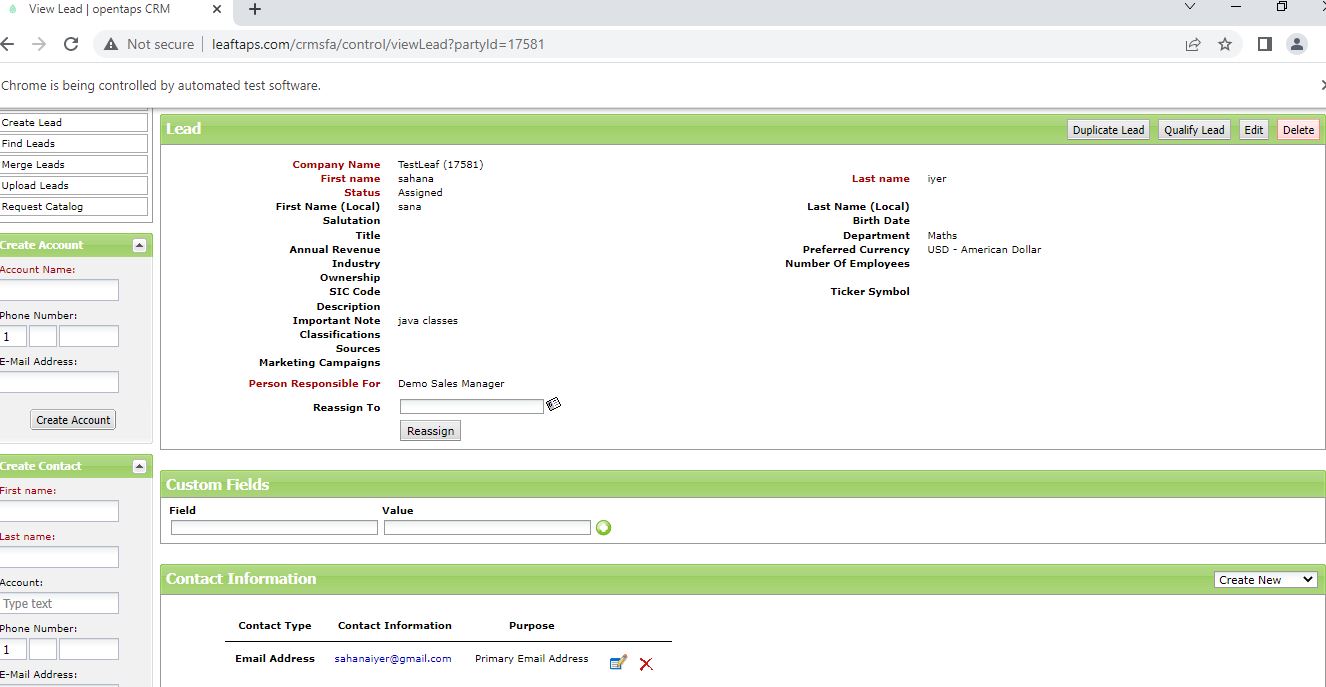 View Lead | opentaps CRM
Not secure | leaftaps.com/crmsfa/control/viewLead?partyId=17581
Chrome is being controlled by automated test software.
Create Lead
Find Leads
Merge Leads
Upload Leads
Request Catalog
Create Account
Account Name:
Phone Number:
1
E-Mail Address:
Create Account
Create Contact
First name:
Last name:
Account:
Type text
Phone Number:
1
E-Mail Address:
Lead
Duplicate Lead Qualify Lead Edit Delete
Company Name TestLeaf (17581)
First name sahana Last name iyer
Status Assigned
First Name (Local) sana Last Name (Local)
Salutation Birth Date
Title Department Maths
Annual Revenue Preferred Currency USD - American Dollar
Industry Number Of Employees
Ownership
SIC Code Ticker Symbol
Description
Important Note java classes
Classifications
Sources
Marketing Campaigns
Person Responsible For Demo Sales Manager
Reassign To
Reassign
Custom Fields
Field Value
Contact Information
Create New
Contact Type Contact Information Purpose
Email Address sahanaiyer@gmail.com Primary Email Address